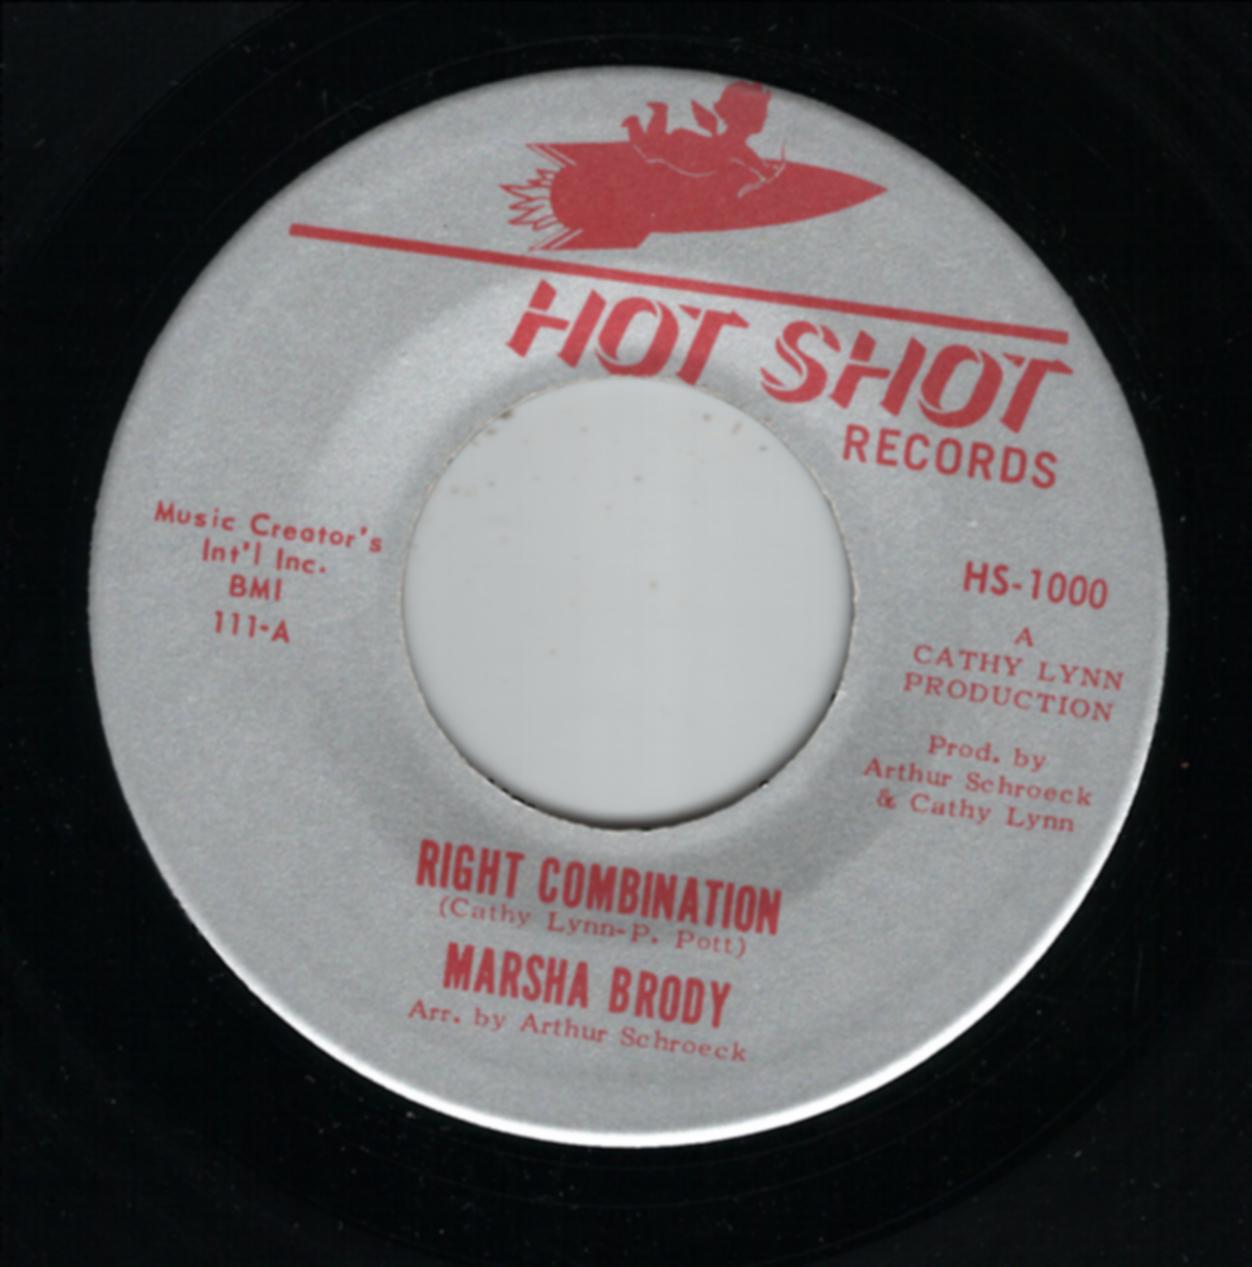 HOT SHOT
RECORDS
Music Creator's
Int'l Inc.
BMI
111-A
HS-1000
A
CATHY LYNN
PRODUCTION
Prod. by
Arthur Schroeck
& Cathy Lynn
RIGHT COMBINATION
(Cathy Lynn-P. Pott)
MARSHA BRODY
Arr. by Arthur Schroeck